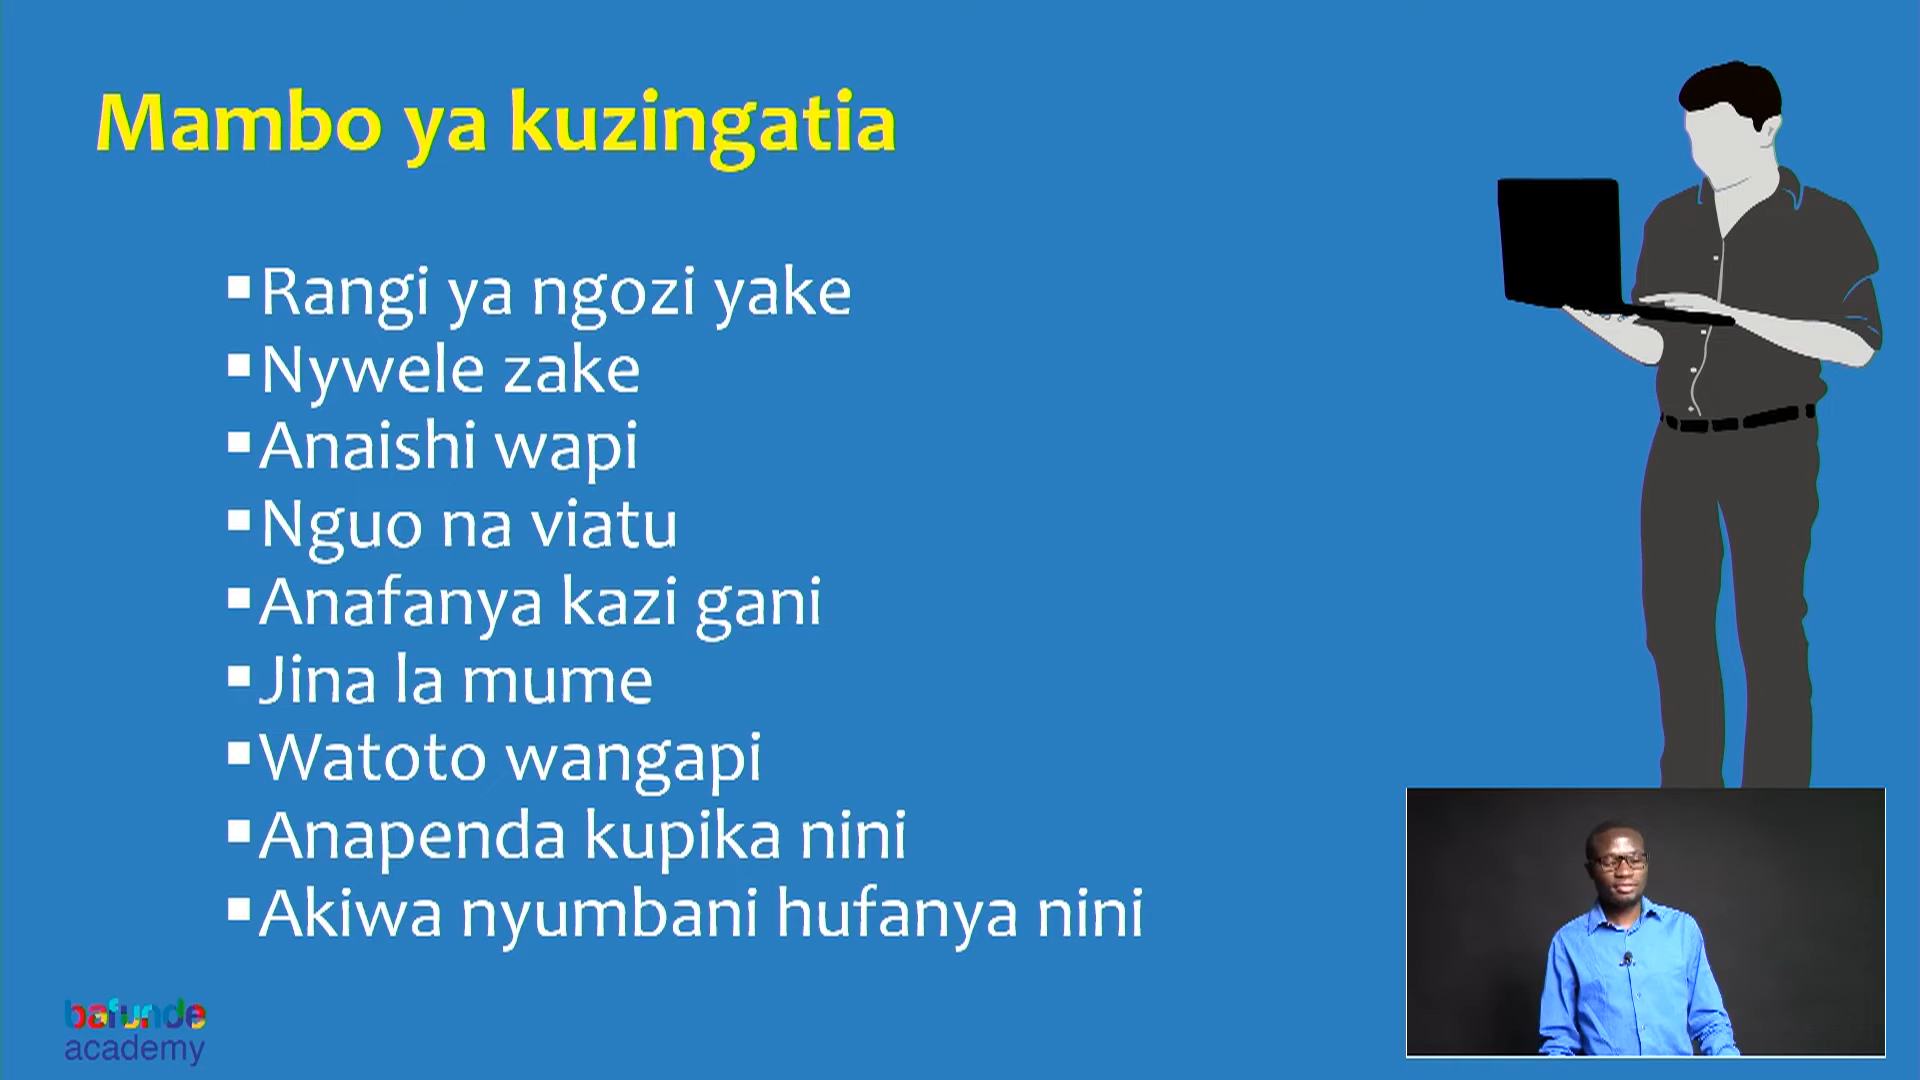 Mambo ya kuzingatia
Rangi ya ngozi yake
Nywele zake
Anaishi wapi
Nguo na viatu
Anafanya kazi gani
Jina la mume
Watoto wangapi
Anapenda kupika nini
Akiwa nyumbani hufanya nini
bafunde
academy